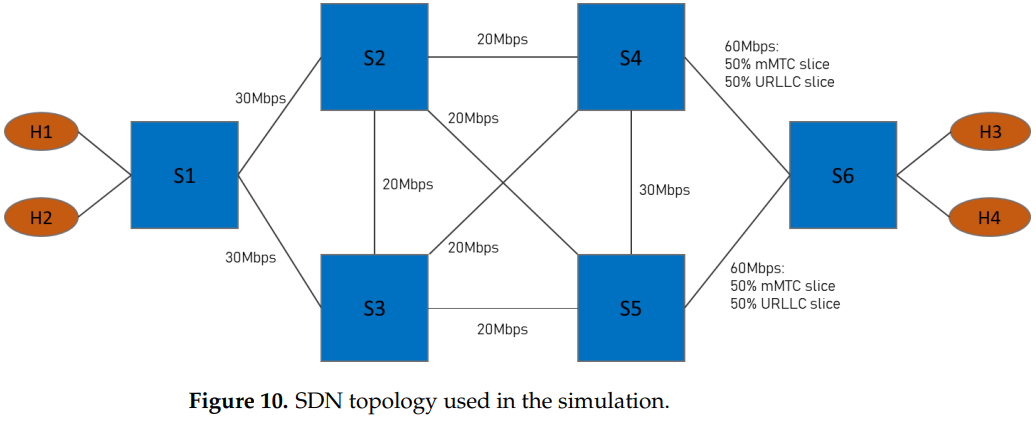 20Mbps
S2
S4
60Mbps:
50% mMTC slice
50% URLLC slice
30Mbps
20Mbps
H1
H3
S1
20Mbps
30Mbps
S6
H2
H4
30Mbps
20Mbps
60Mbps:
50% mMTC slice
50% URLLC slice
S3
S5
20Mbps
Figure 10. SDN topology used in the simulation.